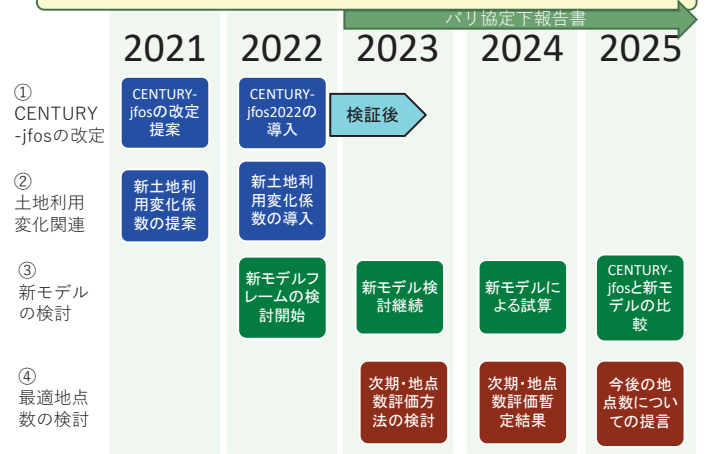 パリ協定下報告書
2021 2022 2023 2024 2025
①
CENTURY
-jfosの改定
CENTURY-
jfosの改定
提案
CENTURY-
jfos2022の
導入
検証後
②
土地利用
変化関連
新土地利
用変化係
数の提案
新土地利
用変化係
数の導入
③
新モデル
の検討
新モデルフ
レームの検
討開始
新モデル検
討継続
新モデルに
よる試算
CENTURY-
jfosと新モ
デルの比
較
④
最適地点
数の検討
次期・地点
数評価方
法の検討
次期・地点
数評価暫
定結果
今後の地
点数につい
ての提言